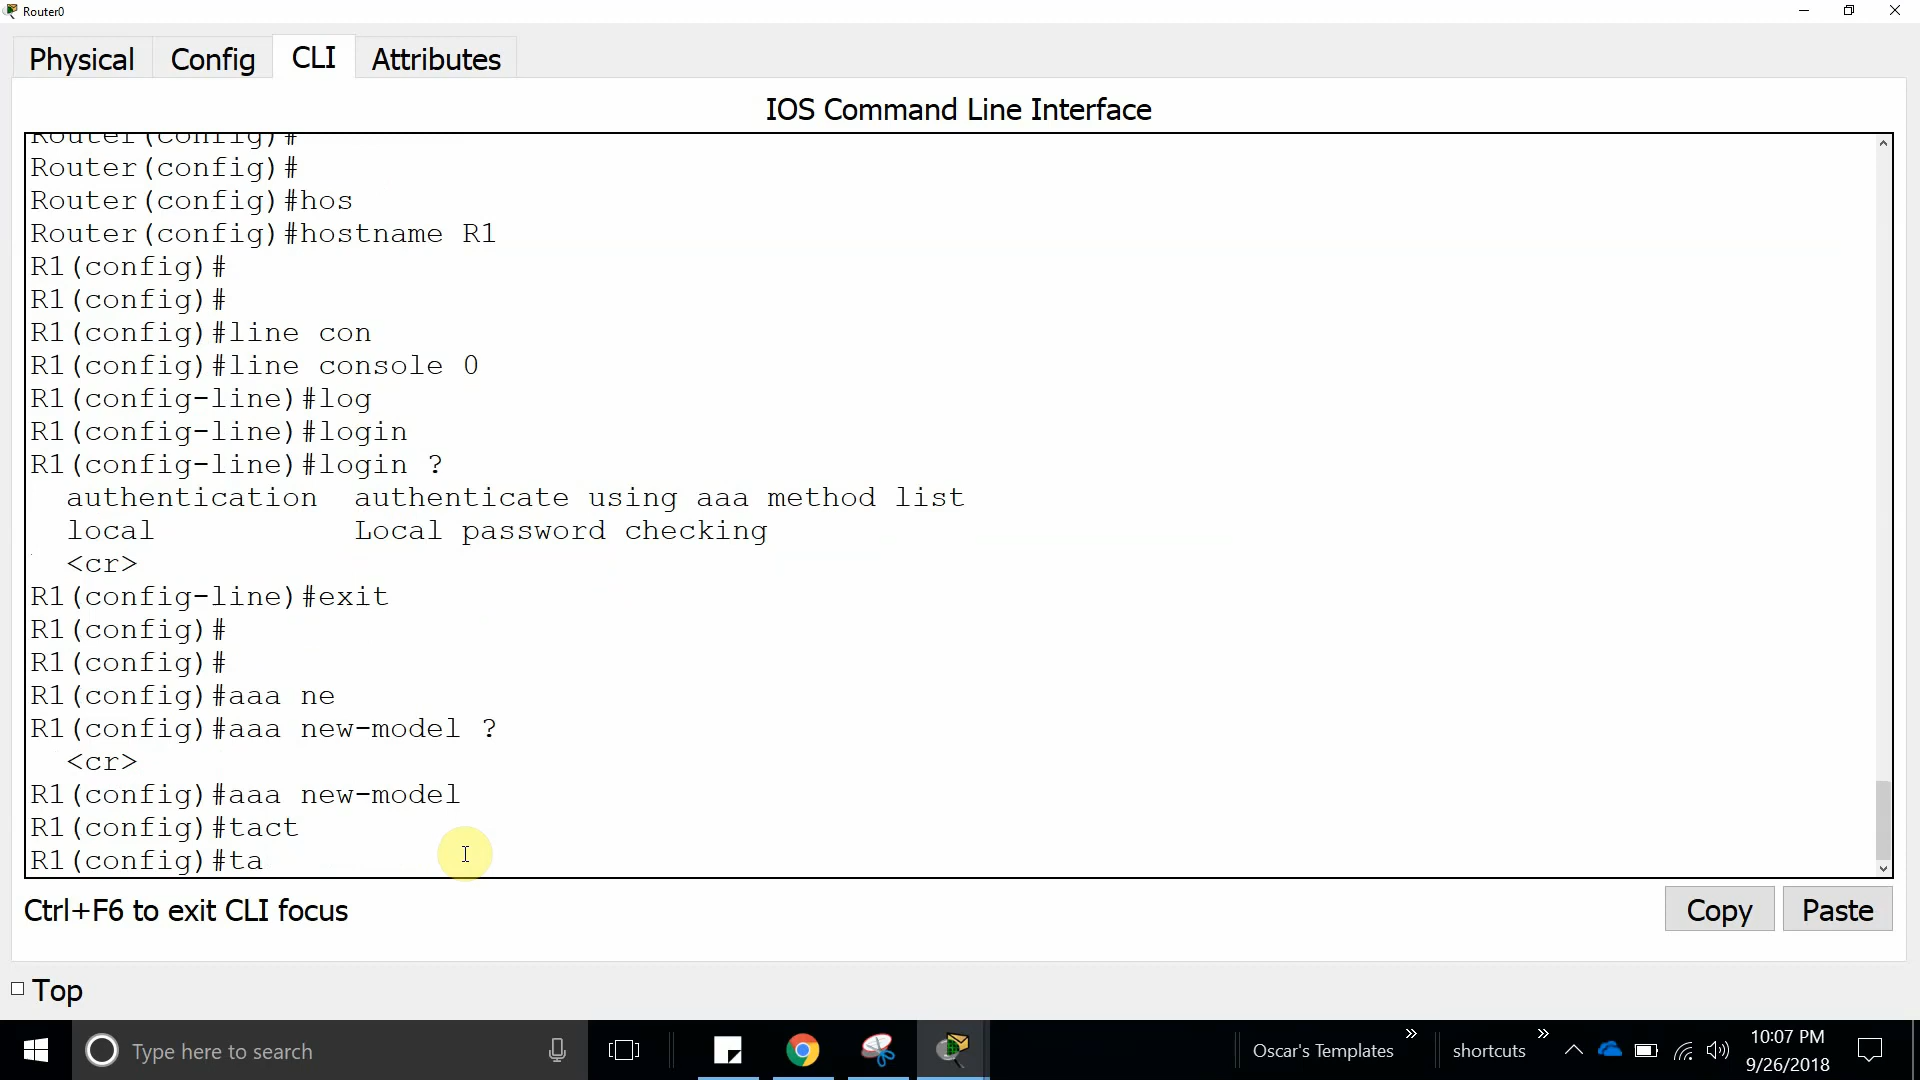 Router0
Physical Config CLI Attributes
IOS Command Line Interface
Router(config)#
Router(config)#
Router(config)#hos
Router(config)#hostname R1
R1(config)#
R1(config)#
R1(config)#line con
R1(config)#line console 0
R1(config-line)#log
R1(config-line)#login
R1(config-line)#login ?
authentication authenticate using aaa method list
local Local password checking
<cr>
R1(config-line)#exit
R1(config)#
R1(config)#
R1(config)#aaa ne
R1(config)#aaa new-model ?
<cr>
R1(config)#aaa new-model
R1(config)#tact
R1(config)#ta
Ctrl+F6 to exit CLI focus
Copy Paste
Top
Type here to search
Oscar's Templates
shortcuts
10:07 PM
9/26/2018